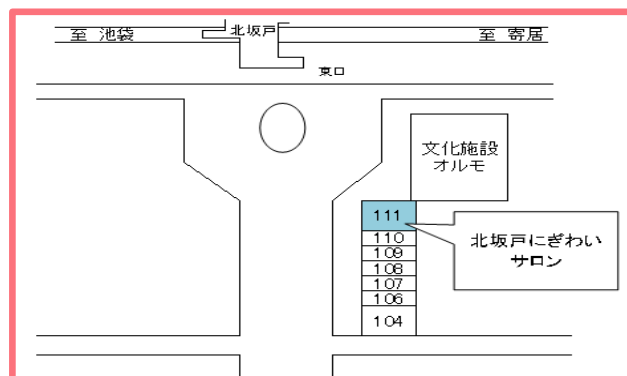 至 池袋
北坂戸
至 寄居
東口
文化施設
オルモ
111
110
109
108
107
106
104
北坂戸にぎわい
サロン